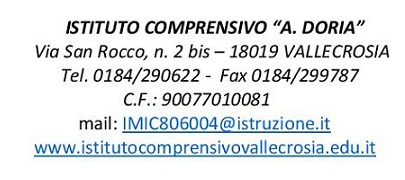 ISTITUTO COMPRENSIVO “A. DORIA”
Via San Rocco, n. 2 bis – 18019 VALLECROSIA
Tel. 0184/290622 - Fax 0184/299787
C.F.: 90077010081
mail: IMIC806004@istruzione.it
www.istitutocomprensivovallecrosia.edu.it